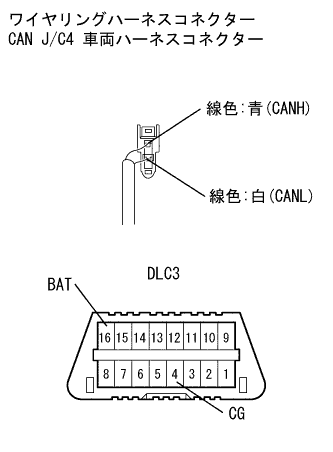 ワイヤリングハーネスコネクター
CAN J/C4 車両ハーネスコネクター
線色:青(CANH)
線色:白(CANL)
DLC3
BAT
16 15 14 13 12 11 10 9
8 7 6 5 4 3 2 1
CG